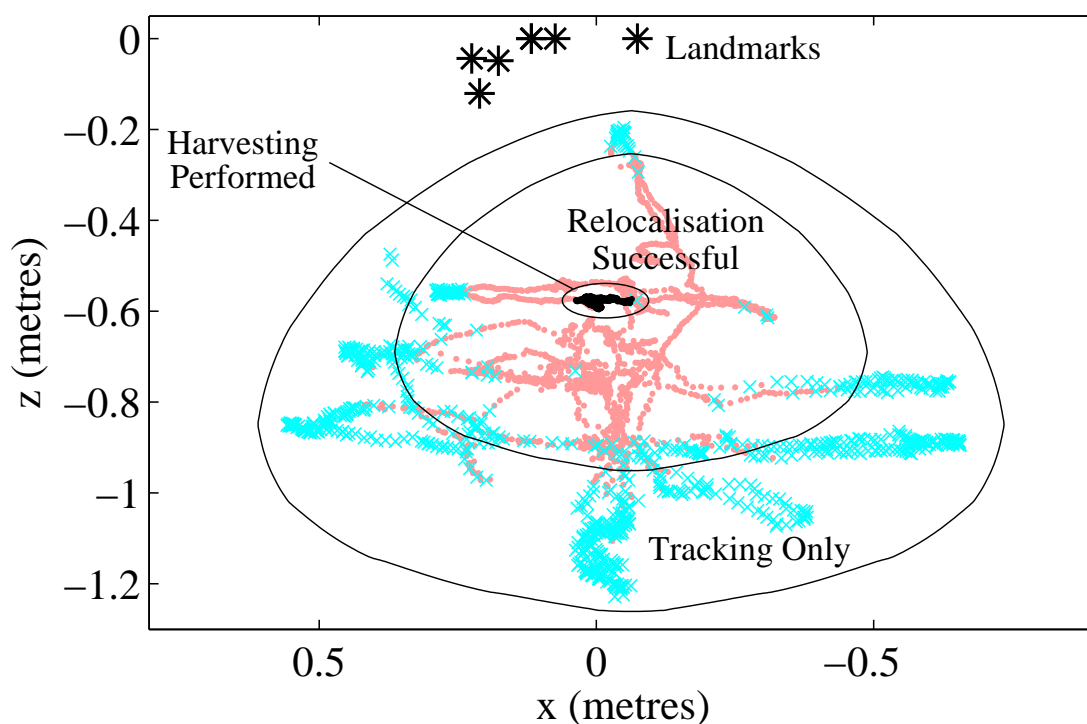 0
Landmarks
−0.2
Harvesting
Performed
−0.4
Relocalisation
Successful
−0.6
z (metres)
−0.8
−1
Tracking Only
−1.2
0.5
0
−0.5
x (metres)